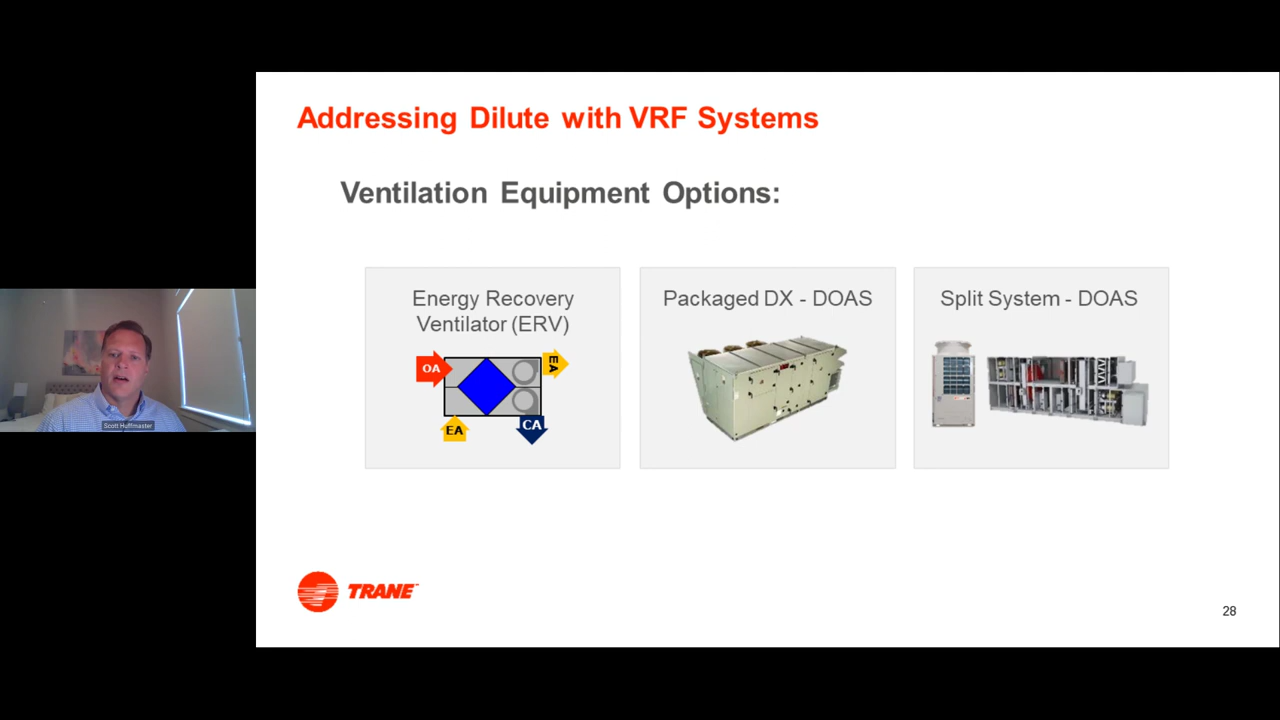 Addressing Dilute with VRF Systems
Ventilation Equipment Options:
Energy Recovery
Ventilator (ERV)
OA
EA
EA
CA
Packaged DX - DOAS
Split System - DOAS
Scott Huffmaster
TRANE
28